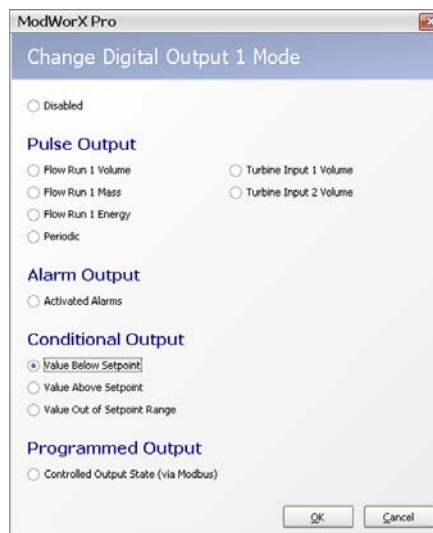 ModWorX Pro
Change Digital Output 1 Mode
Disabled
Pulse Output
Flow Run 1 Volume
Turbine Input 1 Volume
Flow Run 1 Mass
Turbine Input 2 Volume
Flow Run 1 Energy
Periodic
Alarm Output
Activated Alarms
Conditional Output
Value Below Setpoint
Value Above Setpoint
Value Out of Setpoint Range
Programmed Output
Controlled Output State (via Modbus)
OK Cancel